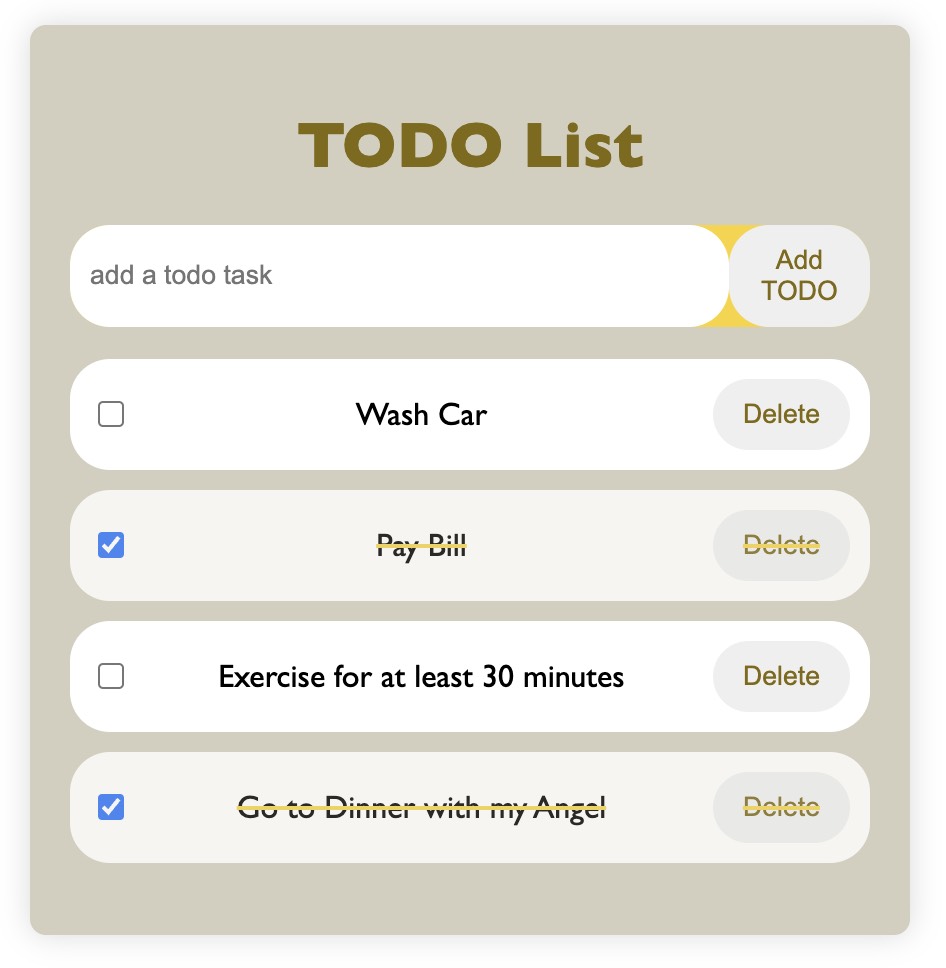 TODO List
add a todo task
Add
TODO
Wash Car
Delete
Pay Bill
Delete
Exercise for at least 30 minutes
Delete
Go to Dinner with my Angel
Delete